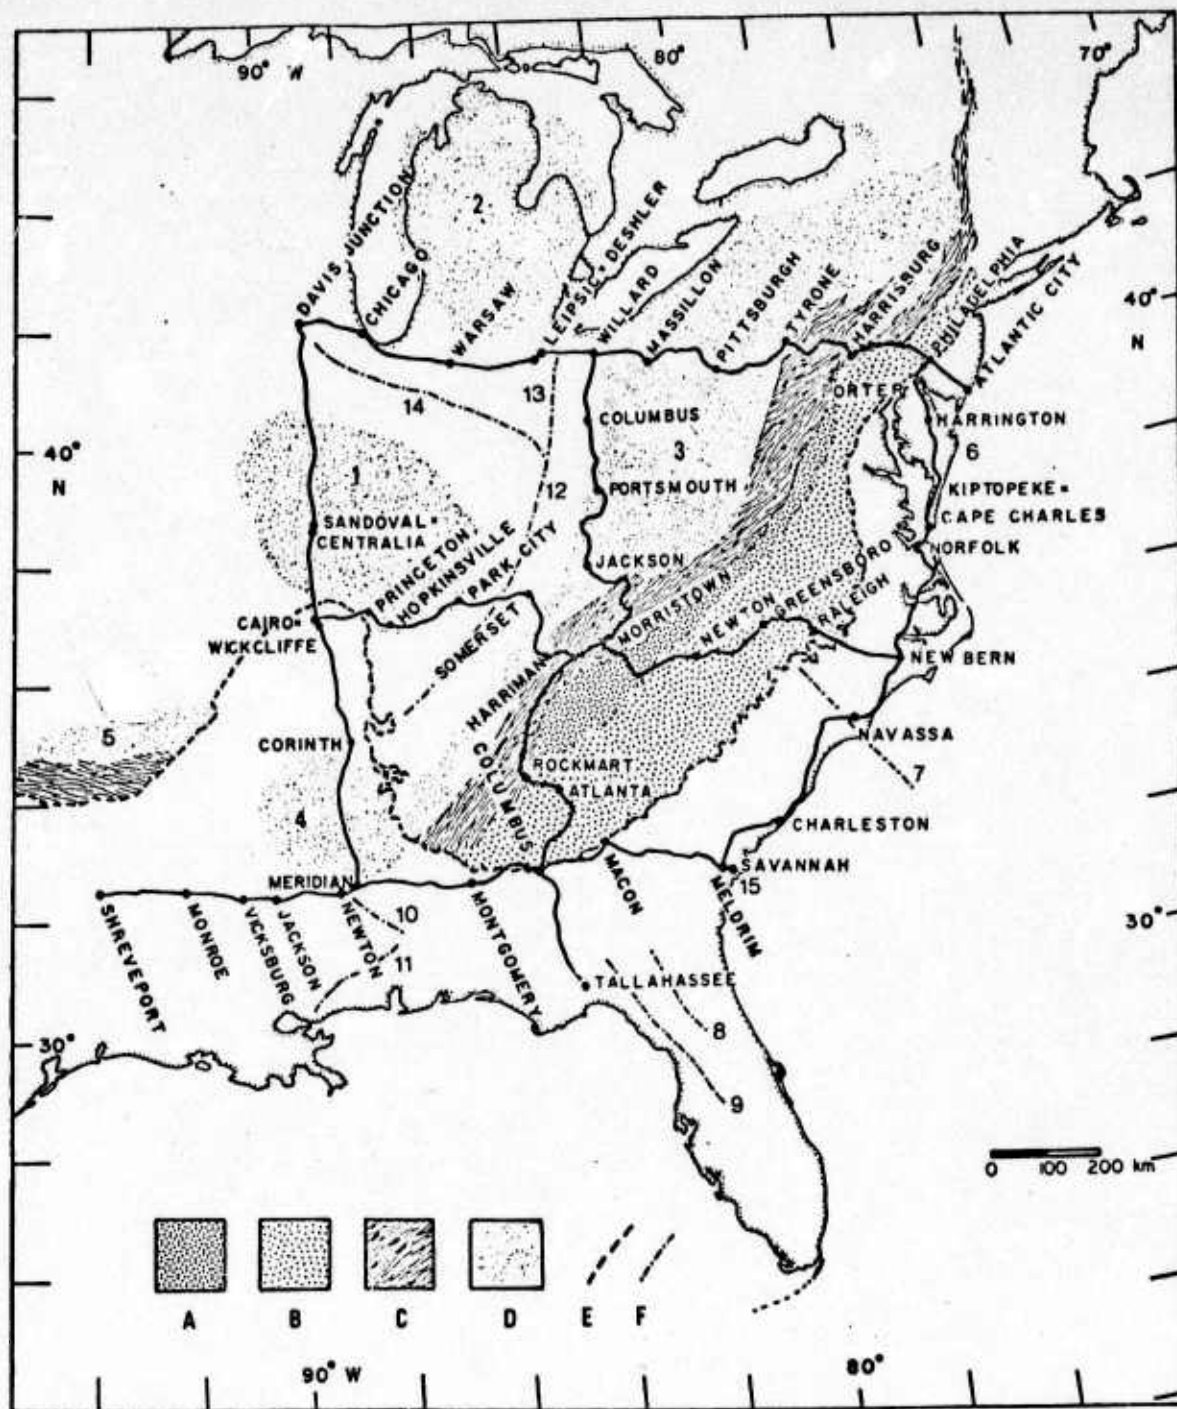 90° W
80°
70°
2
DAVIS JUNCTION
CHICAGO
WARSAW
LEIPSIC - DESHLER
WILLARD
MASSILLON
PITTSBURGH
TYRONE
HARRISBURG
PHILADELPHIA
ATLANTIC CITY
40°
N
13
14
ORTER
COLUMBUS
HARRINGTON
3
6
40°
N
1
12
PORTSMOUTH
KIPTOPEKE -
CAPE CHARLES
SANDOVAL -
CENTRALIA
PRINCETON
HOPKINSVILLE
PARK CITY
JACKSON
NORFOLK
CAIRO -
WICKCLIFFE
SOMERSET
HARRIMAN
MORRISTOWN
NEWTON
GREENSBORO
RALEIGH
NEW BERN
5
CORINTH
COLUMBUS
ROCKMART
ATLANTA
NAVASSA
7
4
CHARLESTON
MERIDIAN
MACON
SAVANNAH
15
MELDRIM
10
11
SHREVEPORT
MONROE
VICKSBURG
JACKSON
NEWTON
MONTGOMERY
30°
TALLAHASSEE
8
30°
9
0 100 200 km
A B C D E F
90° W
80°